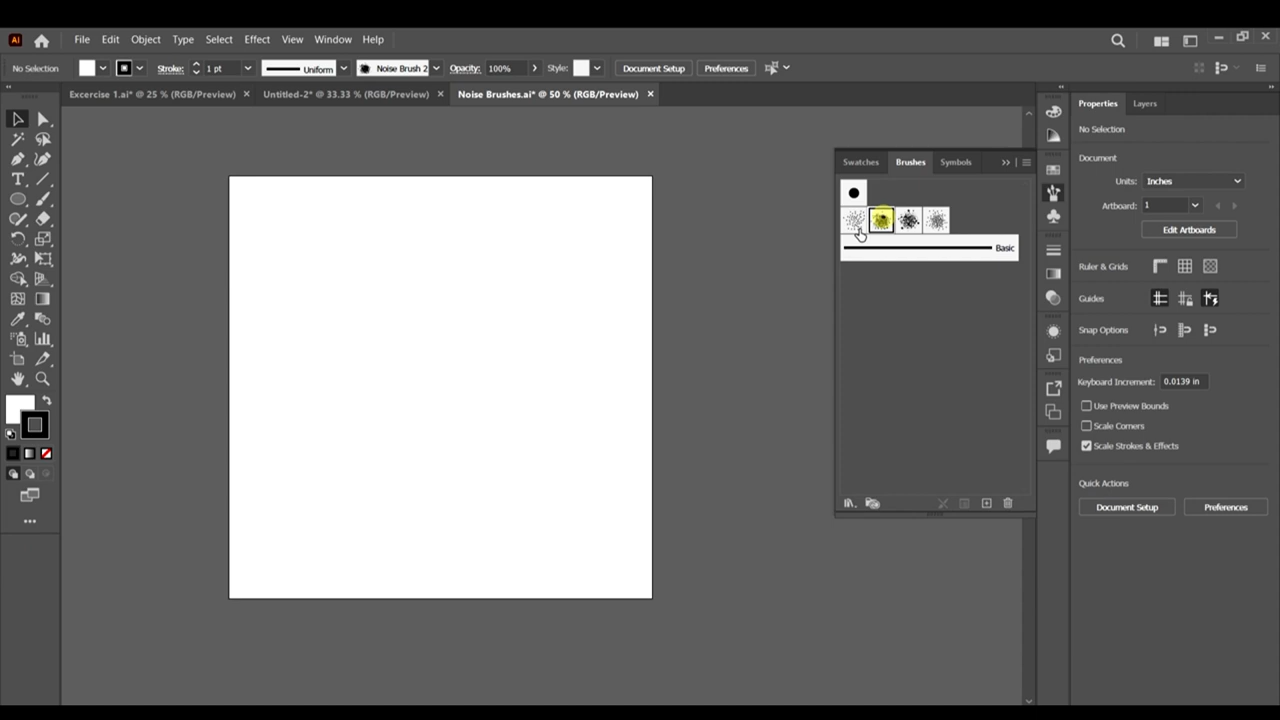 Ai File Edit Object Type Select Effect View Window Help
No Selection Stroke: 1 pt Uniform Noise Brush 2 Opacity: 100% Style: Document Setup Preferences
Excercise 1.ai* @ 25 % (RGB/Preview) × Untitled-2* @ 33.33 % (RGB/Preview) × Noise Brushes.ai* @ 50 % (RGB/Preview) ×
Properties Layers
No Selection
Document
Units: Inches
Artboard: 1
Edit Artboards
Ruler & Grids
Guides
Snap Options
Preferences
Keyboard Increment: 0.0139 in
Use Preview Bounds
Scale Corners
Scale Strokes & Effects
Quick Actions
Document Setup Preferences
Swatches Brushes Symbols
Basic